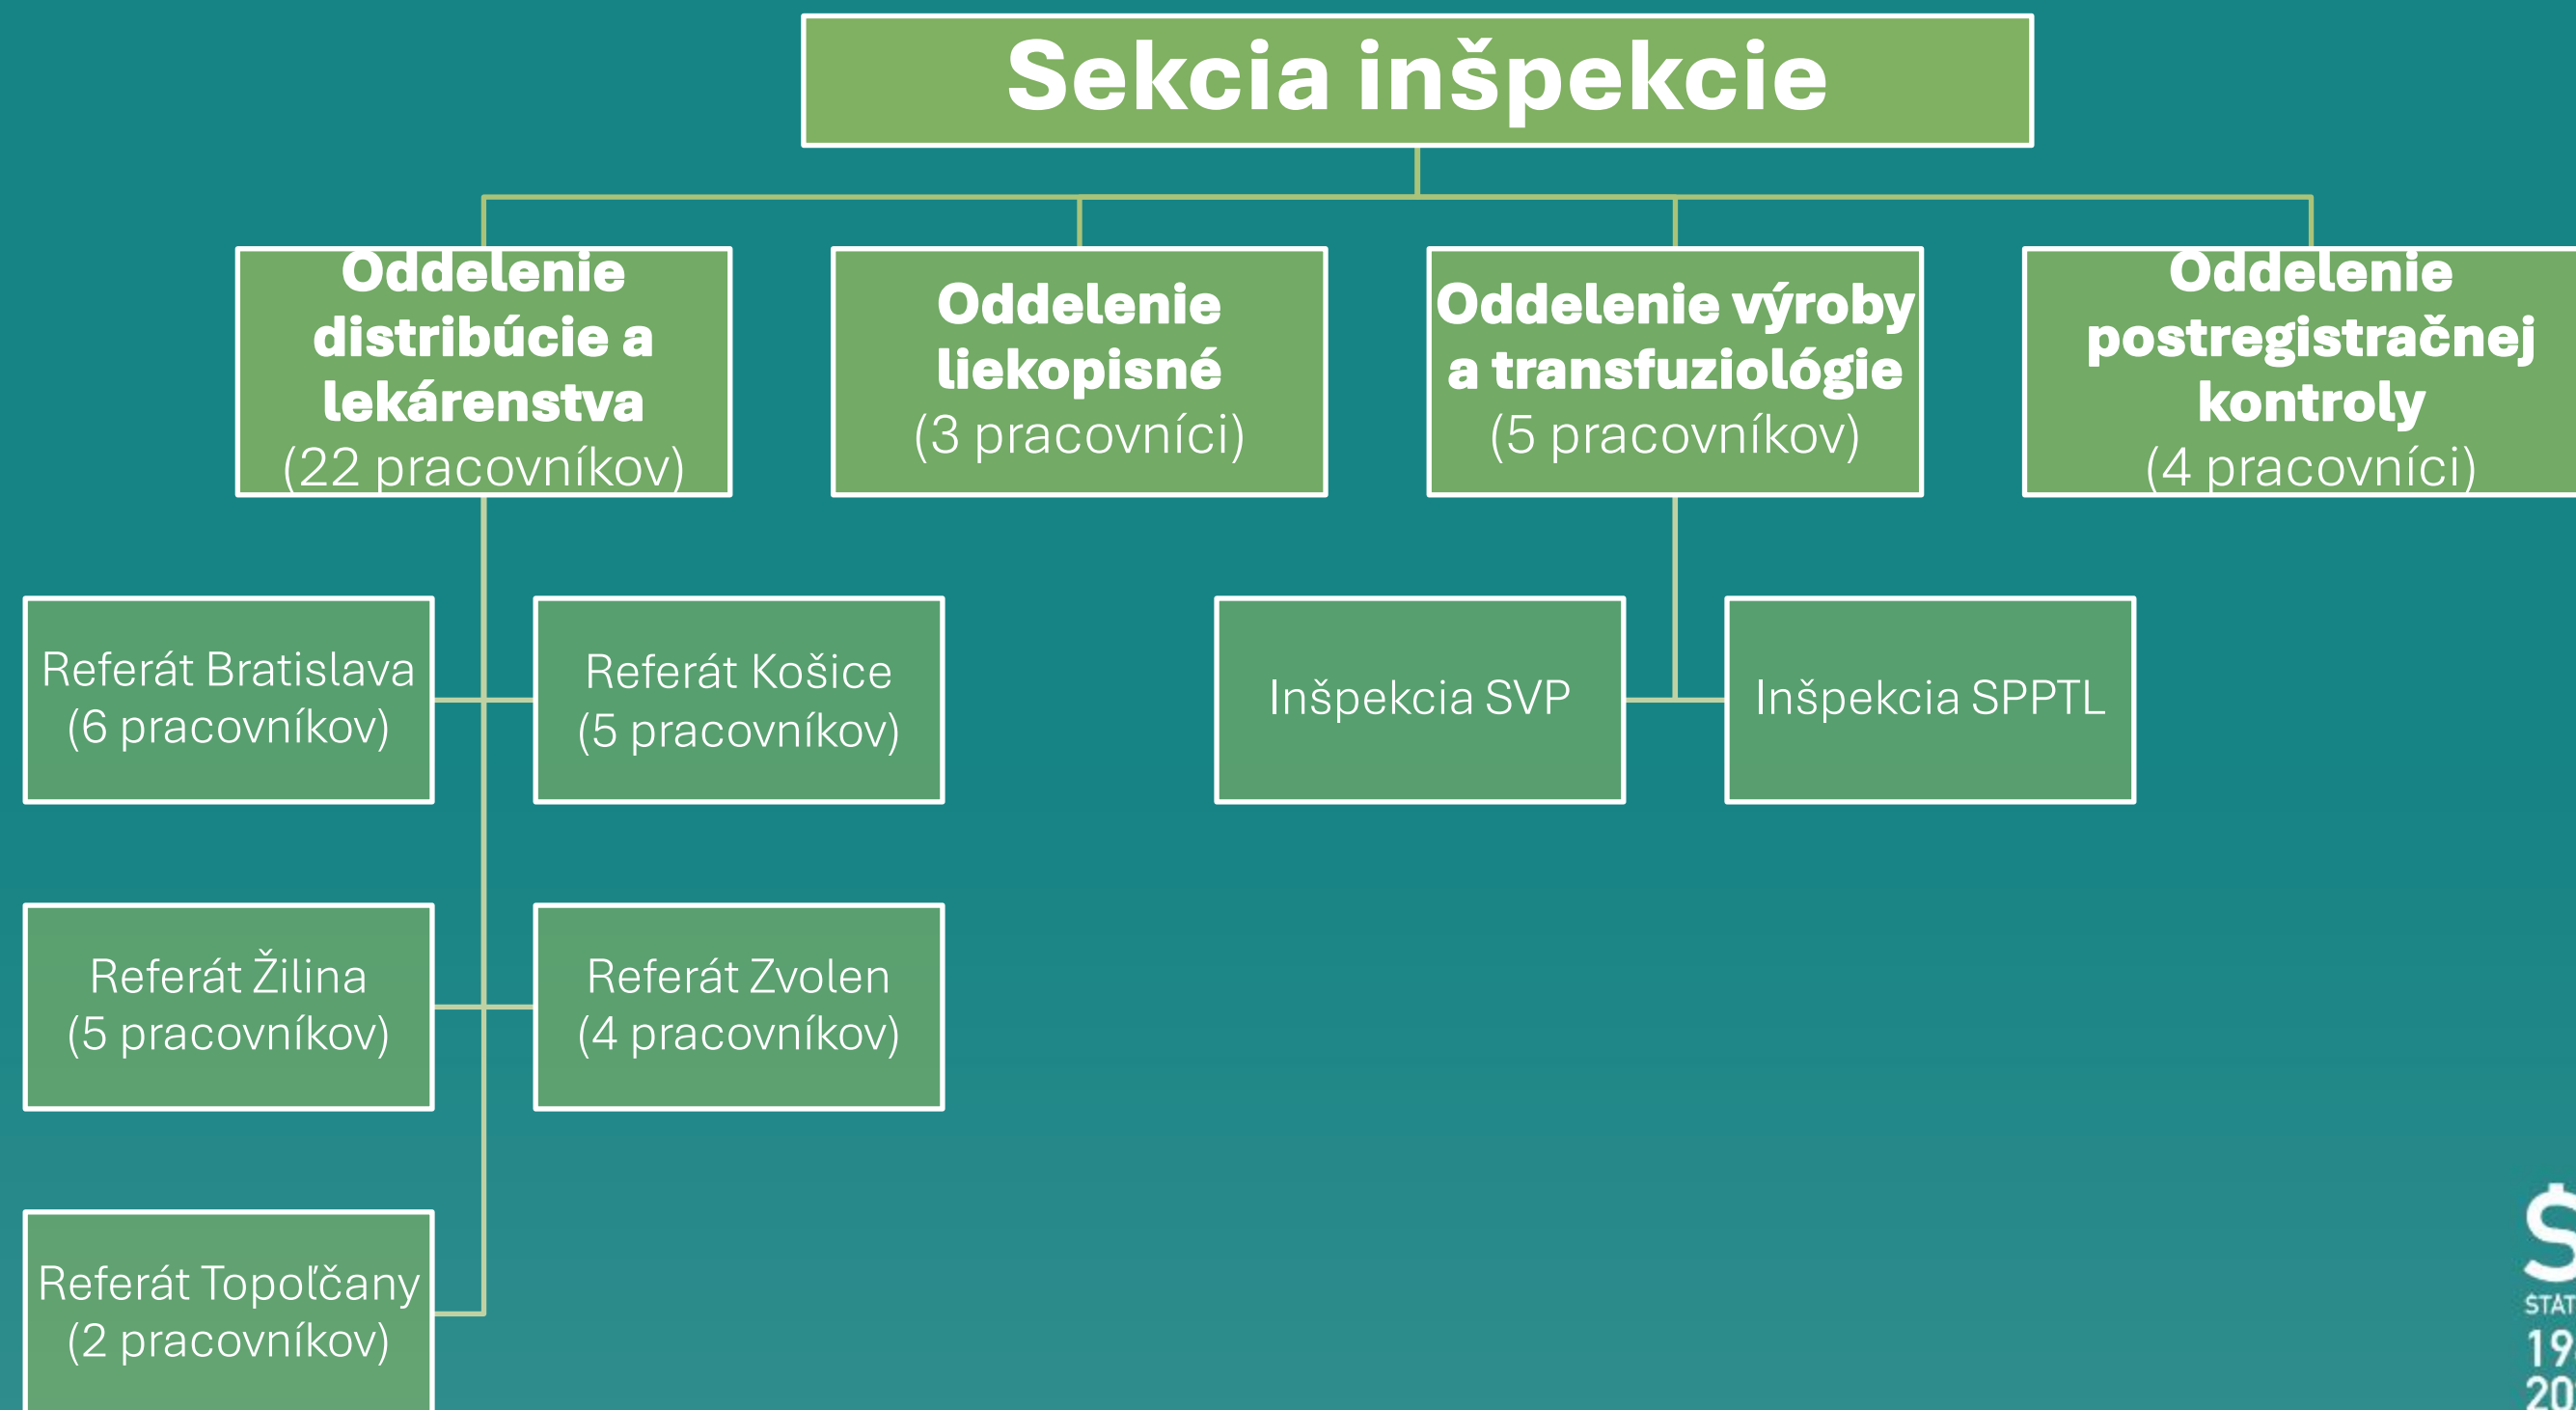 Sekcia inšpekcie
Oddelenie
distribúcie a
lekárenstva
(22 pracovníkov)
Oddelenie
liekopisné
(3 pracovníci)
Oddelenie výroby
a transfuziológie
(5 pracovníkov)
Oddelenie
postregistračnej
kontroly
(4 pracovníci)
Referát Bratislava
(6 pracovníkov)
Referát Košice
(5 pracovníkov)
Inšpekcia SVP
Inšpekcia SPPTL
Referát Žilina
(5 pracovníkov)
Referát Zvolen
(4 pracovníkov)
Referát Topoľčany
(2 pracovníkov)